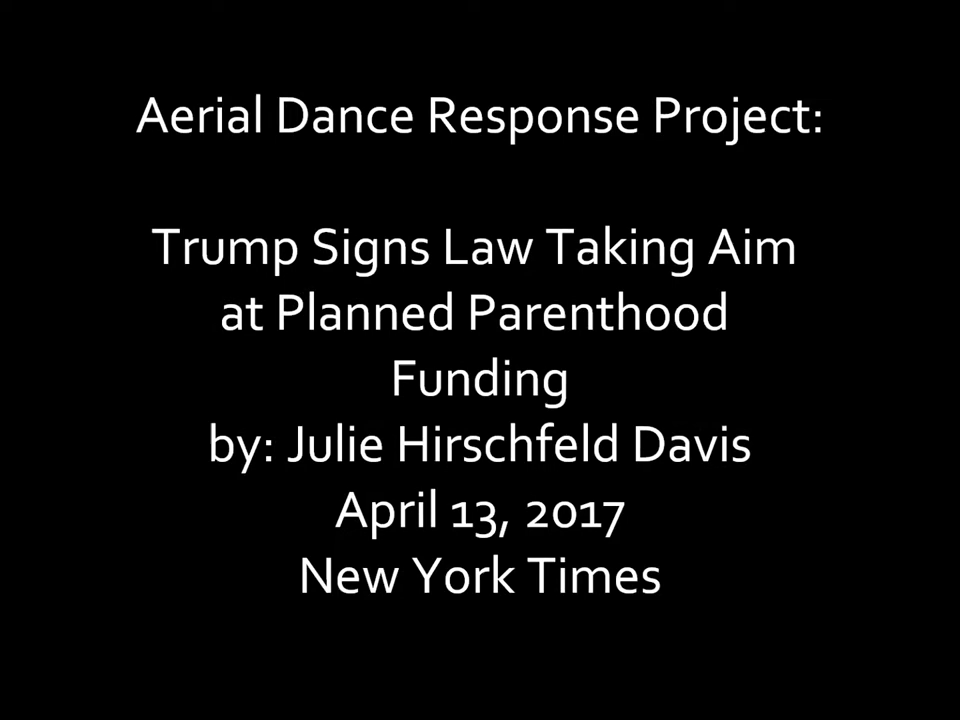 Aerial Dance Response Project:
Trump Signs Law Taking Aim
at Planned Parenthood
Funding
by: Julie Hirschfeld Davis
April 13, 2017
New York Times